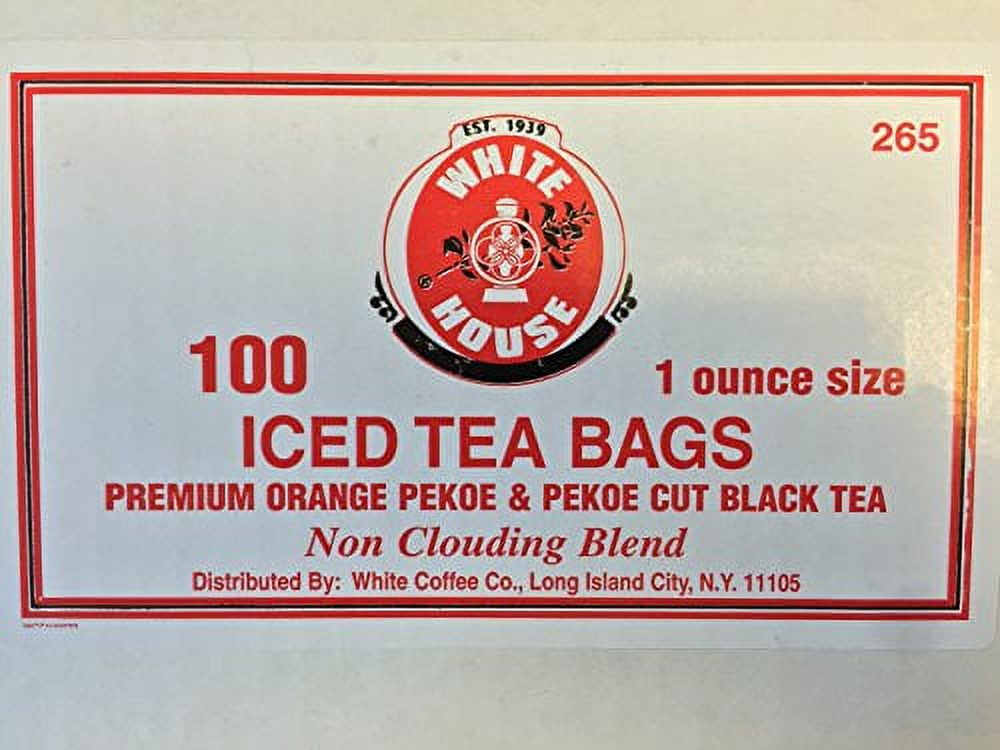 EST. 1939
WHITE
HOUSE
265
100
1 ounce size
ICED TEA BAGS
PREMIUM ORANGE PEKOE & PEKOE CUT BLACK TEA
Non Clouding Blend
Distributed By: White Coffee Co., Long Island City, N.Y. 11105